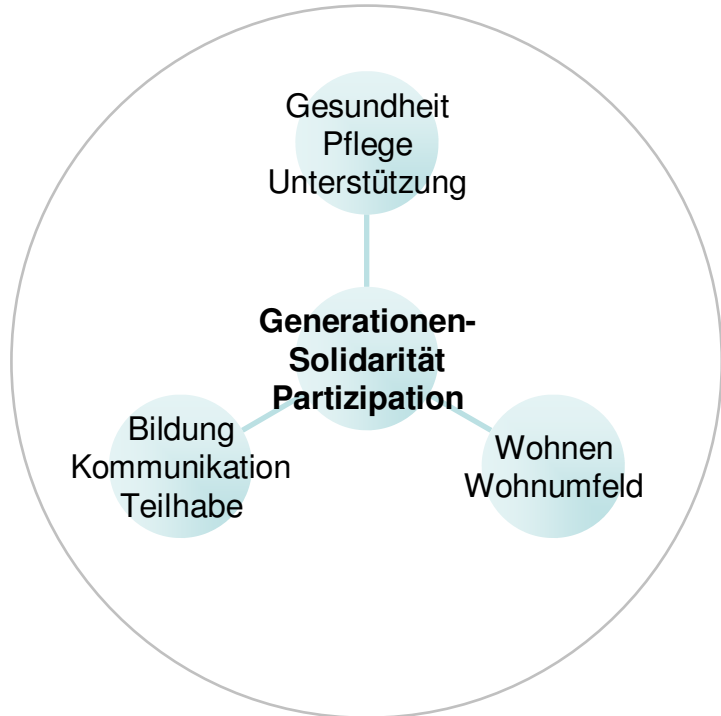 Gesundheit
Pflege
Unterstützung
Generationen-
Solidarität
Partizipation
Bildung
Kommunikation
Teilhabe
Wohnen
Wohnumfeld